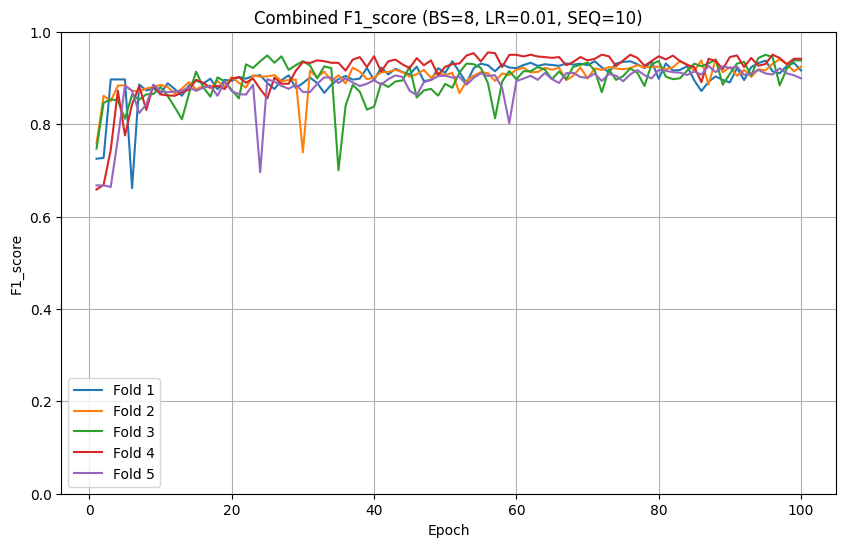 Combined F1_score (BS=8, LR=0.01, SEQ=10)
F1_score
1.0
0.8
0.6
0.4
0.2
0.0
Fold 1
Fold 2
Fold 3
Fold 4
Fold 5
0 20 40 60 80 100
Epoch